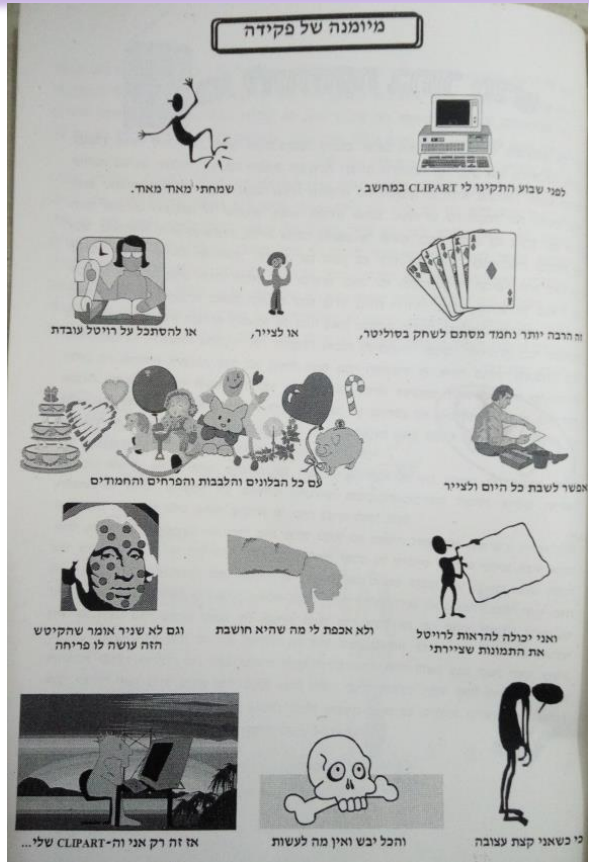 מיומנה של פקידה
לפני שבוע התקינו לי CLIPART במחשב.
שמחתי מאוד מאוד.
זה הרבה יותר נחמד מסתם לשחק בסוליטר,
או לצייר,
או להסתכל על רויטל עובדת
אפשר לשבת כל היום ולצייר
עם כל הבלונים והלבבות והפרחים והחמודים
ואני יכולה להראות לרויטל
את התמונות שציירתי
ולא אכפת לי מה שהיא חושבת
וגם לא שניר אומר שהקיטש
הזה עושה לו פריחה
כי כשאני קצת עצובה
והכל יבש ואין מה לעשות
אז זה רק אני וה-CLIPART שלי...